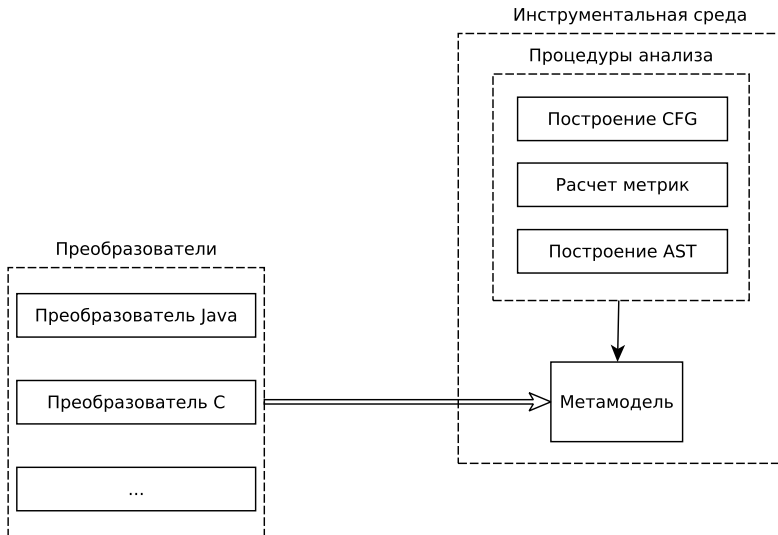 Инструментальная среда
Процедуры анализа
Построение CFG
Расчет метрик
Построение AST
Преобразователи
Преобразователь Java
Преобразователь C
...
Метамодель